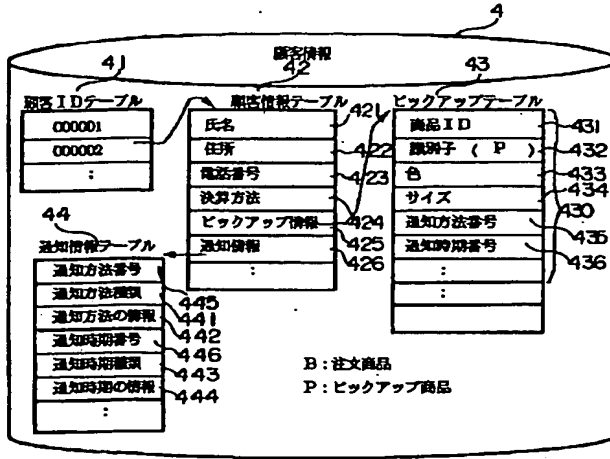 4
顧客情報
41
42
43
顧客IDテーブル
000001
000002
:
顧客情報テーブル
氏名
住所
電話番号
決算方法
ピックアップ情報
通知情報
:
421
422
423
424
425
426
ピックアップテーブル
商品ID
識別子 ( P )
色
サイズ
通知方法番号
通知時期番号
:
:
431
432
433
434
430
435
436
44
通知情報テーブル
通知方法番号
通知方法種類
通知方法の情報
通知時期番号
通知時期種類
通知時期の情報
:
445
441
442
446
443
444
B:注文商品
P:ピックアップ商品